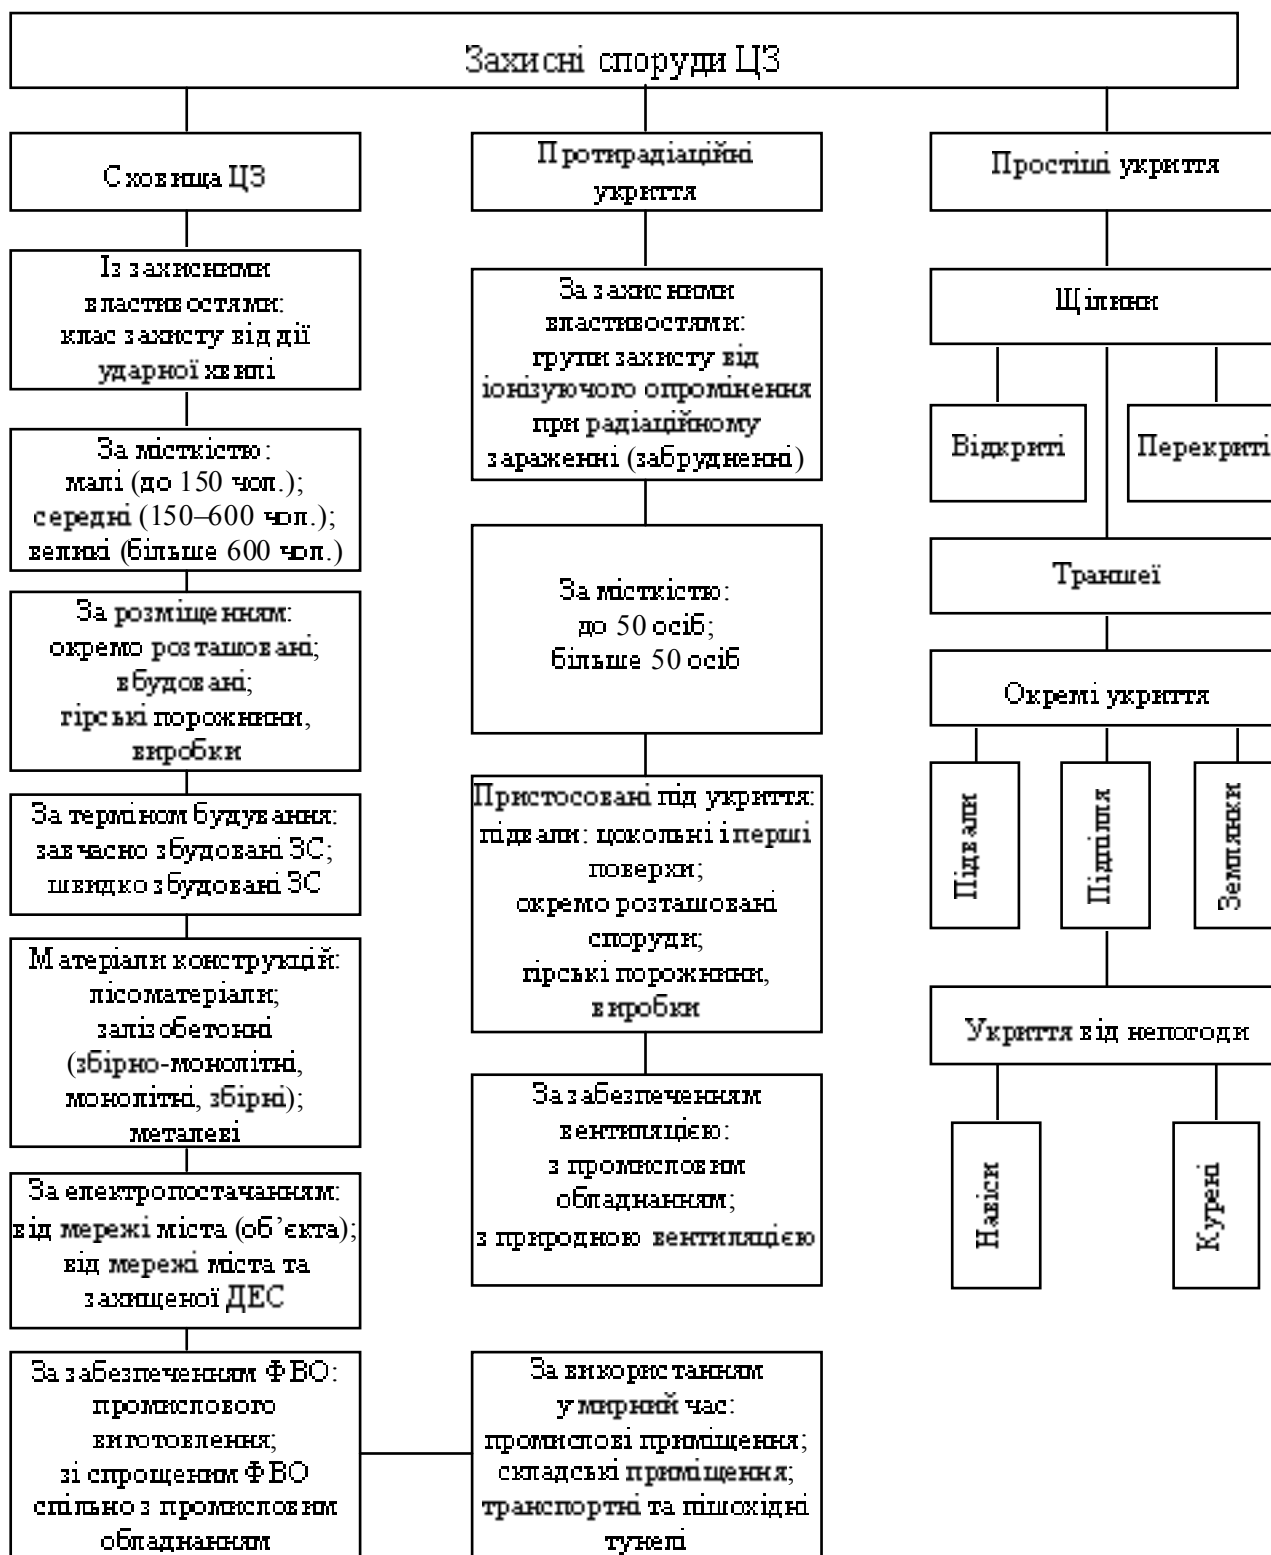 Захисні споруди ЦЗ
Сховища ЦЗ
Із захисними
властивостями:
клас захисту від дії
ударної хвилі
За місткістю:
малі (до 150 чол.);
середні (150–600 чол.);
великі (більше 600 чол.)
За розміщенням:
окремо розташовані;
вбудовані;
гірські порожнини,
виробки
За терміном будування:
завчасно збудовані ЗС;
швидко збудовані ЗС
Матеріали конструкцій:
лісоматеріали;
залізобетонні
(збірно-монолітні,
монолітні, збірні);
металеві
За електропостачанням:
від мережі міста (об’єкта);
від мережі міста та
захищеної ДЕС
За забезпеченням ФВО:
промислового
виготовлення;
зі спрощеним ФВО
спільно з промисловим
обладнанням
Протирадіаційні
укриття
За захисними
властивостями:
групи захисту від
іонізуючого опромінення
при радіаційному
зараженні (забрудненні)
За місткістю:
до 50 осіб;
більше 50 осіб
Пристосовані під укриття:
підвали: цокольні і перші
поверхи;
окремо розташовані
споруди;
гірські порожнини,
виробки
За забезпеченням
вентиляцією:
з промисловим
обладнанням;
з природною вентиляцією
За використанням
у мирний час:
промислові приміщення;
складські приміщення;
транспортні та пішохідні
тунелі
Простіші укриття
Щілини
Відкриті
Перекриті
Траншеї
Окремі укриття
Підвали
Підпілля
Землянки
Укриття від непогоди
Навіси
Курені